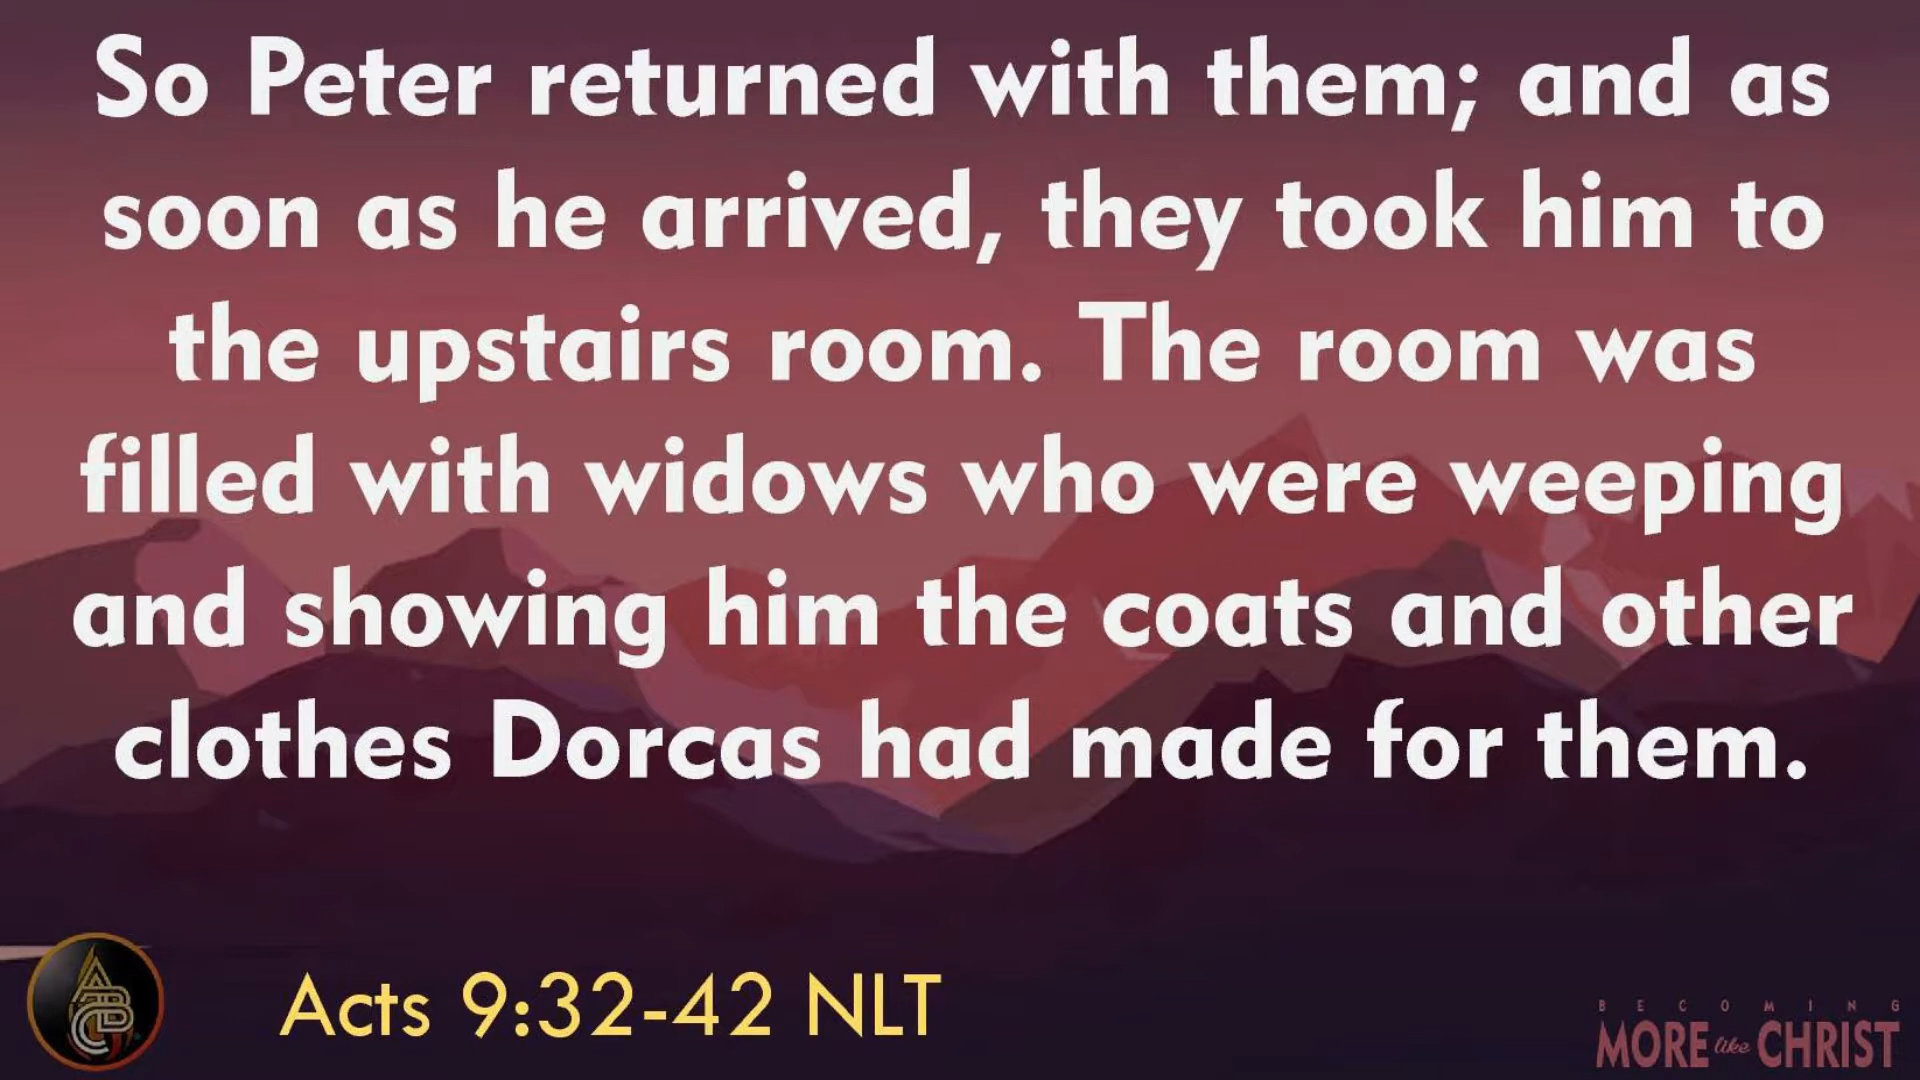 So Peter returned with them; and as
soon as he arrived, they took him to
the upstairs room. The room was
filled with widows who were weeping
and showing him the coats and other
clothes Dorcas had made for them.
ABC
Acts 9:32-42 NLT
BECOMING
MORE like CHRIST